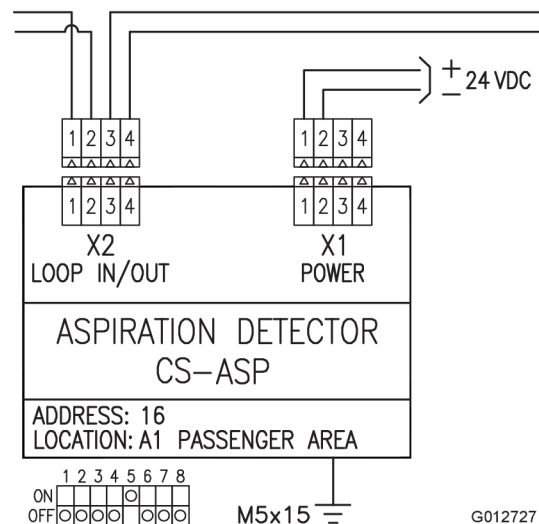 +
24 VDC
−
1 2 3 4
1 2 3 4
1 2 3 4
1 2 3 4
X2
X1
LOOP IN/OUT
POWER
ASPIRATION DETECTOR
CS-ASP
ADDRESS: 16
LOCATION: A1 PASSENGER AREA
1 2 3 4 5 6 7 8
ON
OFF
M5x15
G012727